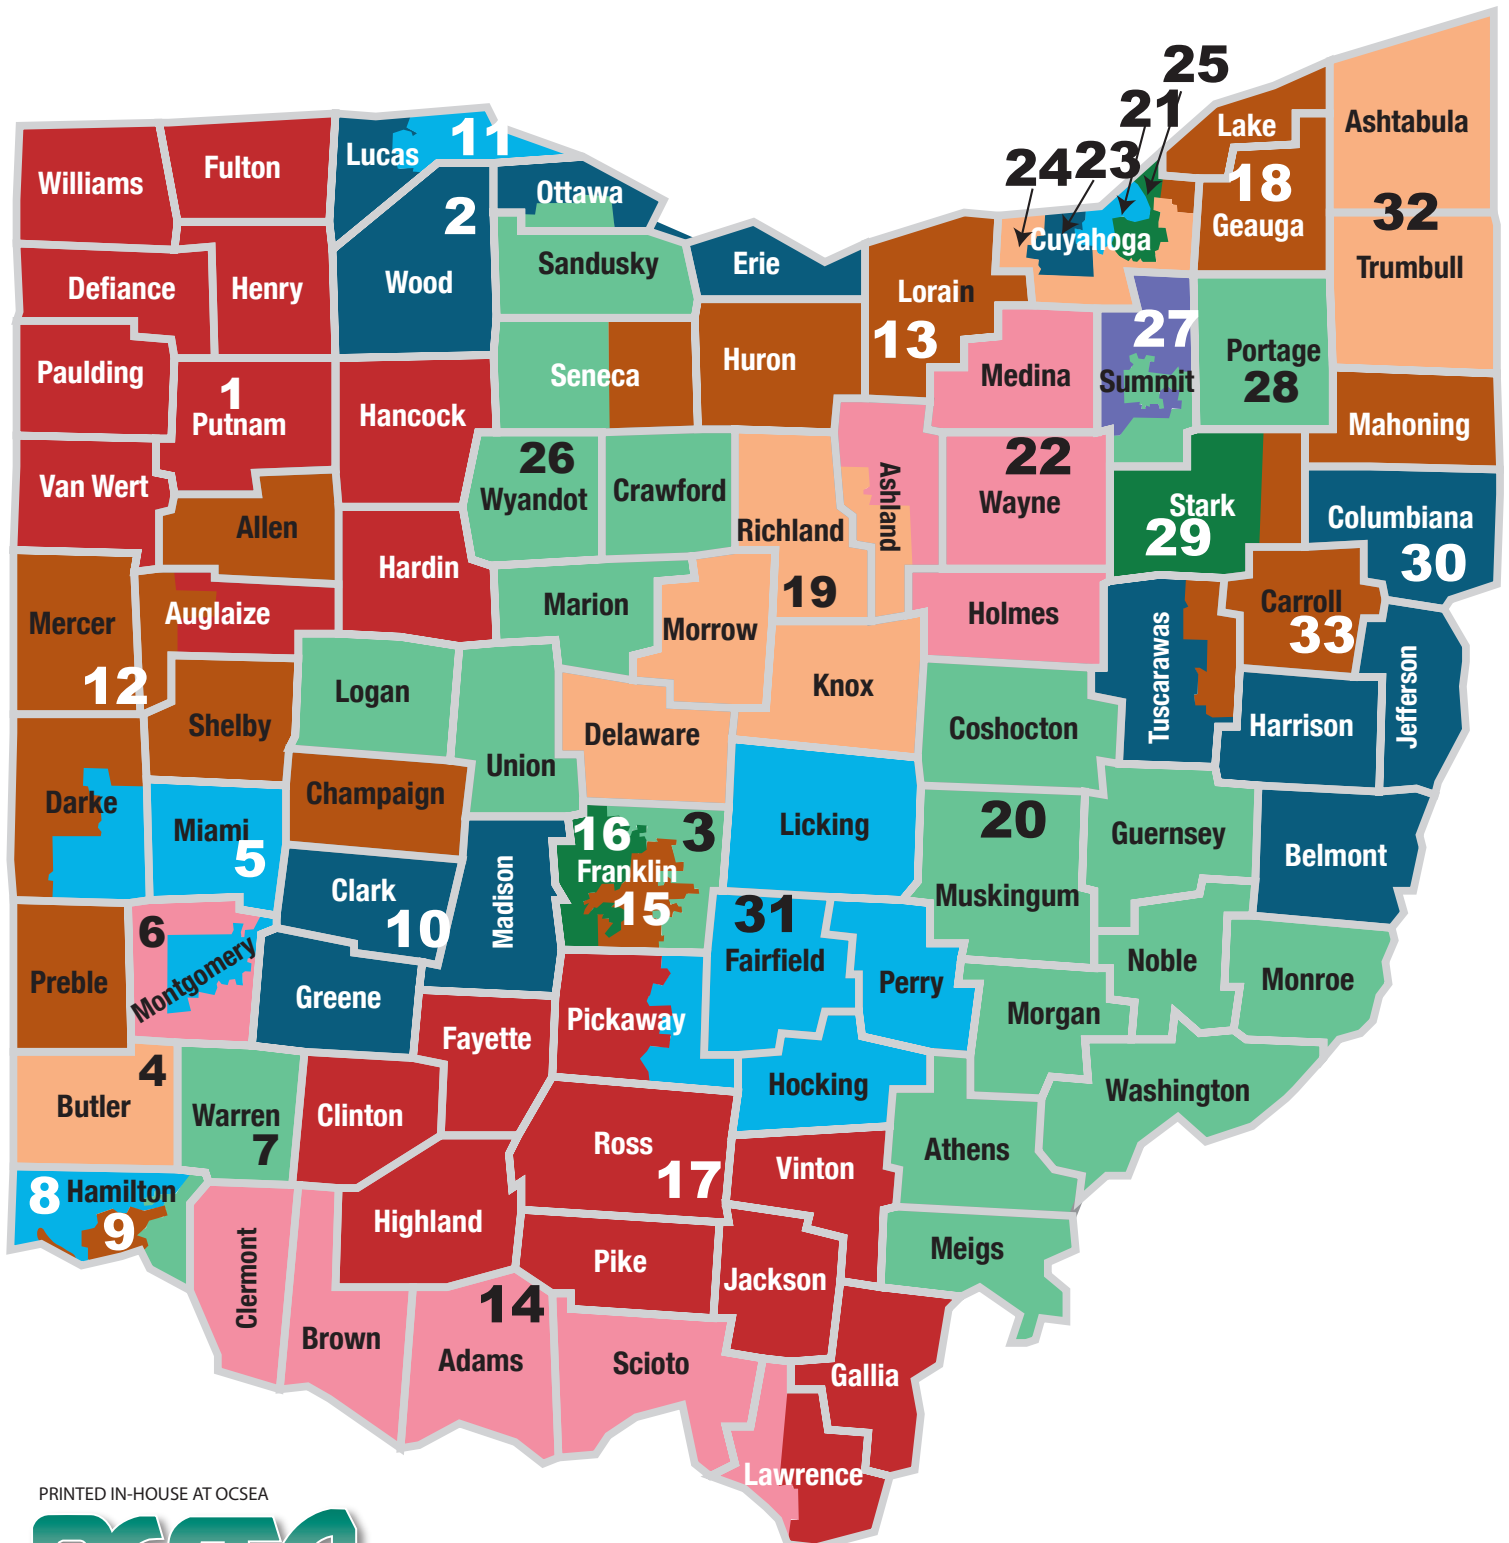 25
21
Lake
Ashtabula
11
Lucas
24
23
Fulton
Williams
18
Ottawa
2
32
Geauga
Cuyahoga
Sandusky
Erie
Trumbull
Wood
Defiance
Henry
Lorain
27
13
Portage
Huron
Paulding
Seneca
Medina
Summit
28
1
Hancock
Putnam
Mahoning
26
22
Van Wert
Wyandot
Crawford
Ashland
Wayne
Stark
Columbiana
Allen
Richland
29
30
Hardin
19
Marion
Carroll
Auglaize
Holmes
Mercer
Morrow
33
Tuscarawas
12
Logan
Knox
Jefferson
Shelby
Harrison
Coshocton
Delaware
Union
Champaign
Darke
20
Licking
Miami
16
3
Guernsey
5
Belmont
Franklin
Clark
Madison
Muskingum
15
31
10
6
Fairfield
Noble
Montgomery
Preble
Perry
Monroe
Greene
Morgan
Pickaway
Fayette
4
Hocking
Washington
Butler
Warren
Clinton
Ross
7
Athens
Vinton
17
Hamilton
8
9
Highland
Meigs
Pike
Clermont
Jackson
14
Brown
Adams
Scioto
Gallia
Lawrence
PRINTED IN-HOUSE AT OCSEA